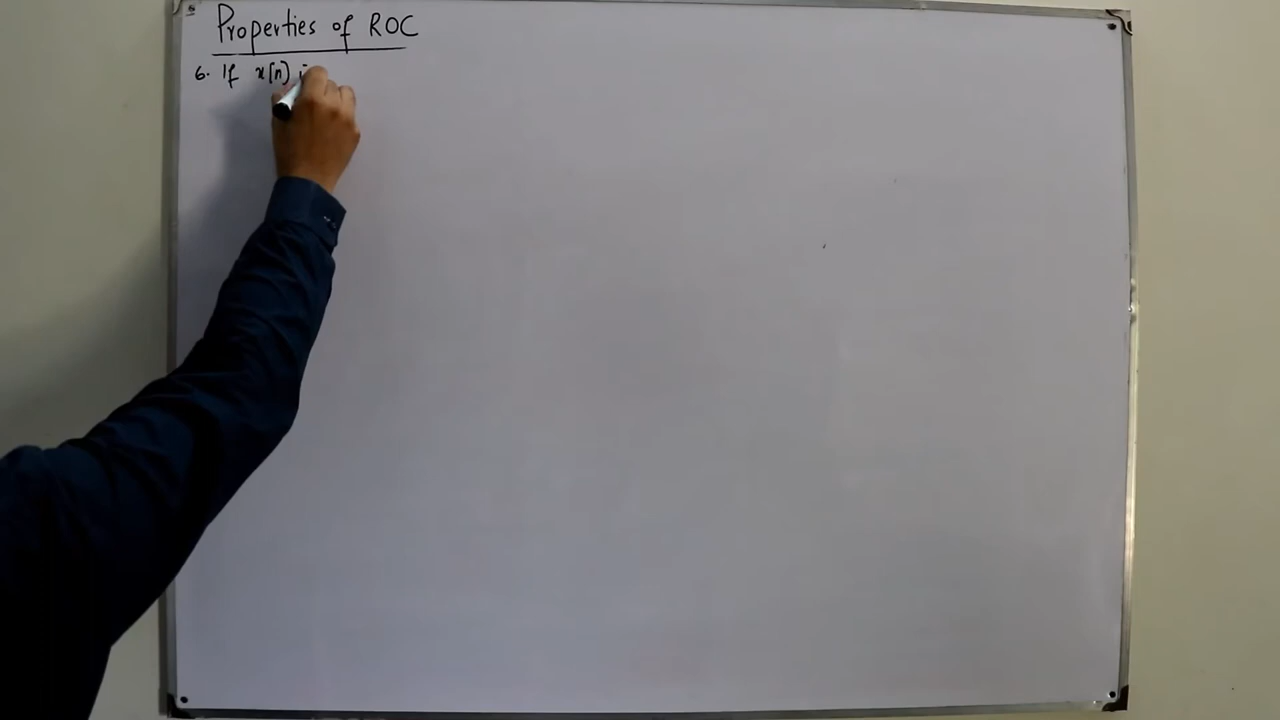 Properties of ROC
6. If x[n] i